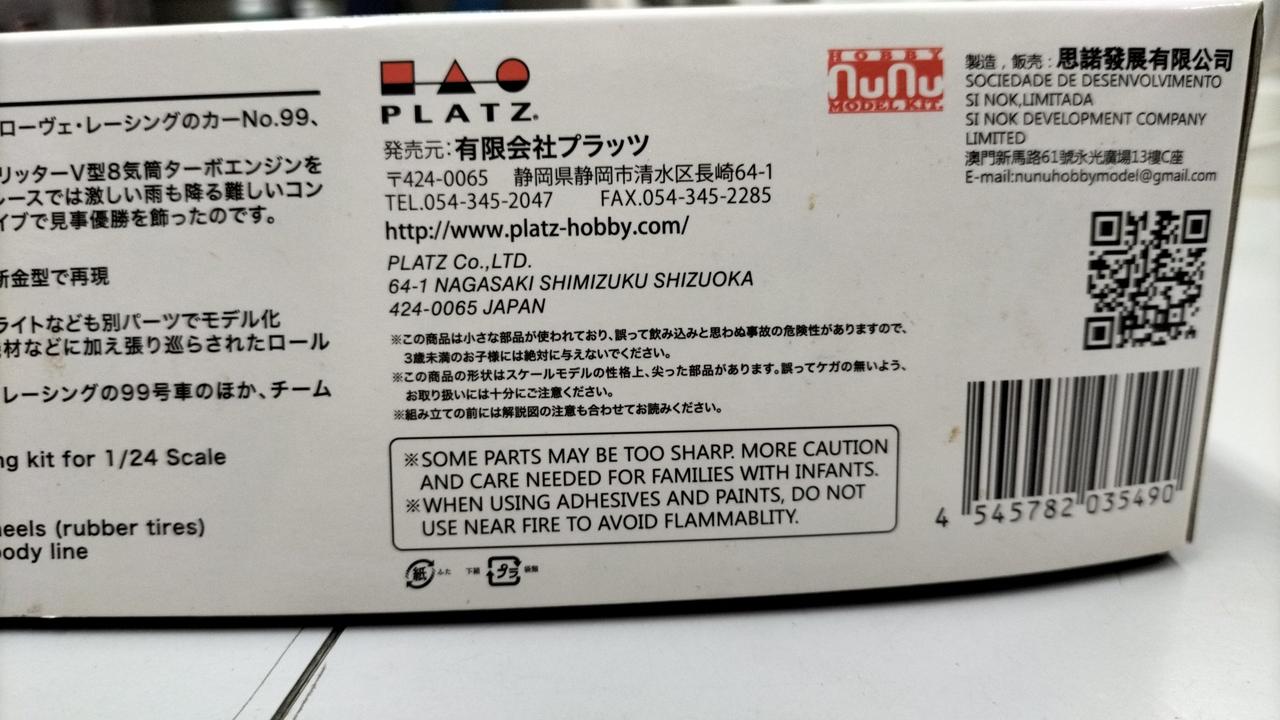 ローヴェ・レーシングのカーNo.99、
リッターV型8気筒ターボエンジンを
レースでは激しい雨も降る難しいコン
イブで見事優勝を飾ったのです。
新金型で再現
ライトなども別パーツでモデル化
材などに加え張り巡らされたロール
レーシングの99号車のほか、チーム
ng kit for 1/24 Scale
heels (rubber tires)
body line
PLATZ®
発売元:有限会社プラッツ
〒424-0065 静岡県静岡市清水区長崎64-1
TEL.054-345-2047 FAX.054-345-2285
http://www.platz-hobby.com/
PLATZ Co.,LTD.
64-1 NAGASAKI SHIMIZUKU SHIZUOKA
424-0065 JAPAN
※この商品は小さな部品が使われており、誤って飲み込みと思わぬ事故の危険性がありますので、
3歳未満のお子様には絶対に与えないでください。
※この商品の形状はスケールモデルの性格上、尖った部品があります。誤ってケガの無いよう、
お取り扱いには十分にご注意ください。
※組み立ての前には解説図の注意も合わせてお読みください。
※SOME PARTS MAY BE TOO SHARP. MORE CAUTION
AND CARE NEEDED FOR FAMILIES WITH INFANTS.
※WHEN USING ADHESIVES AND PAINTS, DO NOT
USE NEAR FIRE TO AVOID FLAMMABLITY.
紙 ふた 下箱 プラ 袋類
HOBBY
NuNu
MODEL KIT.
製造，販売：思諾發展有限公司
SOCIEDADE DE DESENVOLVIMENTO
SI NOK,LIMITADA
SI NOK DEVELOPMENT COMPANY
LIMITED
澳門新馬路61號永光廣場13樓C座
E-mail:nunuhobbymodel@gmail.com
4 545782 035490